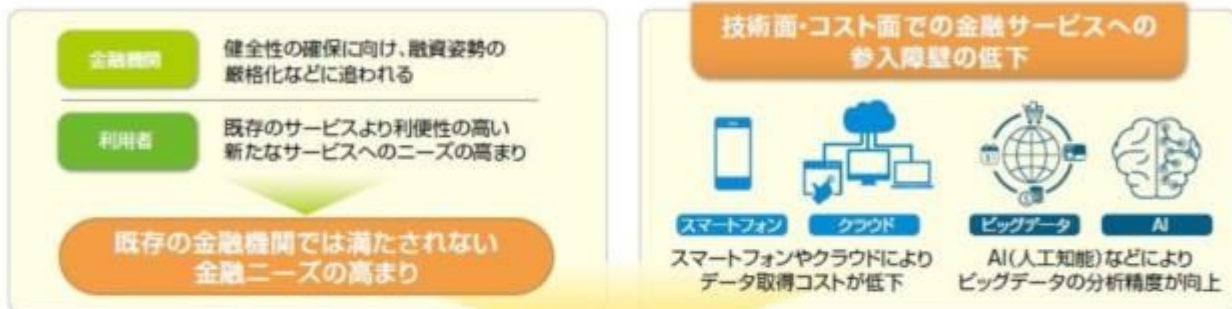 金融機関
健全性の確保に向け、融資姿勢の
厳格化などに追われる
利用者
既存のサービスより利便性の高い
新たなサービスへのニーズの高まり
既存の金融機関では満たされない
金融ニーズの高まり
技術面・コスト面での金融サービスへの
参入障壁の低下
スマートフォン
クラウド
スマートフォンやクラウドにより
データ取得コストが低下
ビッグデータ
AI
AI(人工知能)などにより
ビッグデータの分析精度が向上